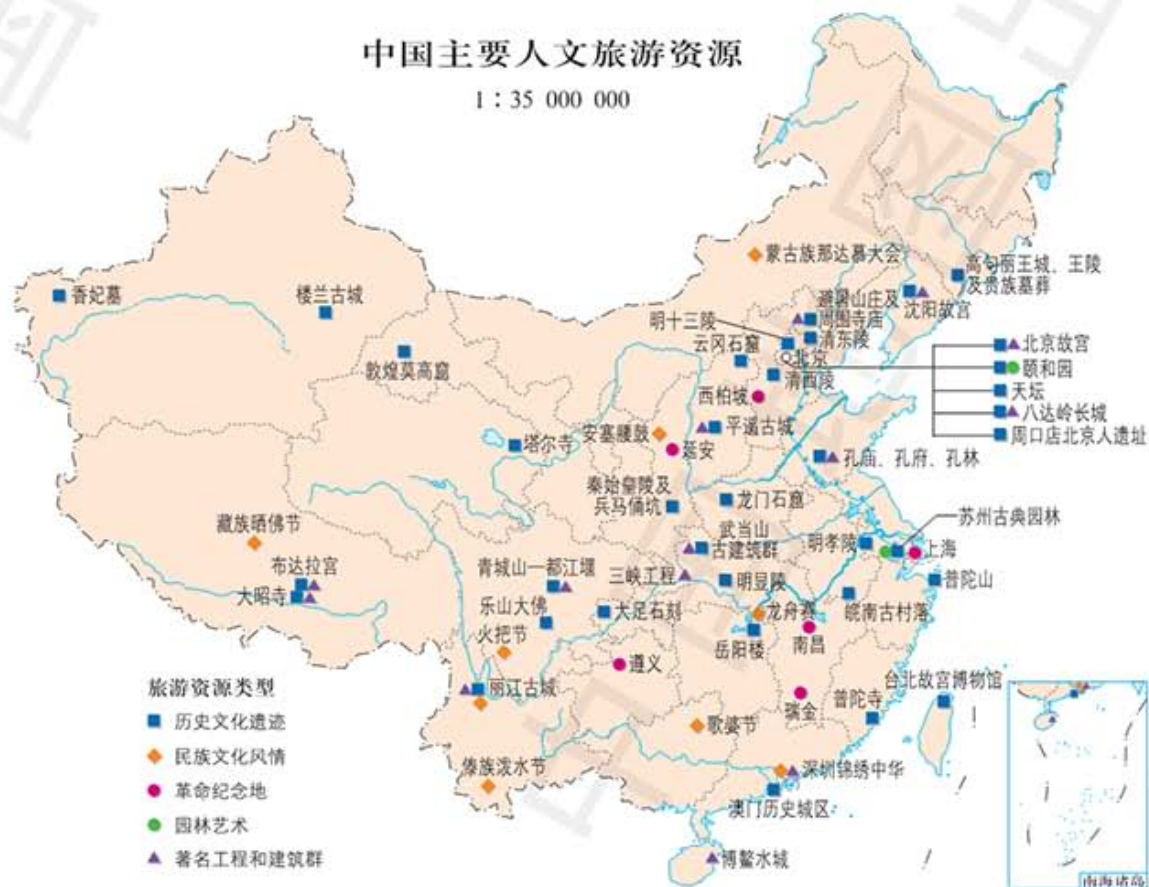 中国主要人文旅游资源
1∶35 000 000
蒙古族那达慕大会
高句丽王城、王陵
及贵族墓葬
沈阳故宫
避暑山庄及
周围寺庙
香妃墓
楼兰古城
明十三陵
清东陵
云冈石窟
北京
北京故宫
敦煌莫高窟
清西陵
颐和园
天坛
西柏坡
八达岭长城
安塞腰鼓
平遥古城
周口店北京人遗址
塔尔寺
延安
孔庙、孔府、孔林
秦始皇陵及
兵马俑坑
龙门石窟
苏州古典园林
藏族晒佛节
武当山
古建筑群
明孝陵
上海
布达拉宫
青城山—都江堰
三峡工程
明显陵
普陀山
大昭寺
乐山大佛
大足石刻
龙舟赛
皖南古村落
火把节
岳阳楼
南昌
遵义
旅游资源类型
丽江古城
瑞金
普陀寺
台北故宫博物馆
历史文化遗迹
歌婆节
民族文化风情
傣族泼水节
深圳锦绣中华
革命纪念地
澳门历史城区
园林艺术
著名工程和建筑群
博鳌水城
南海诸岛